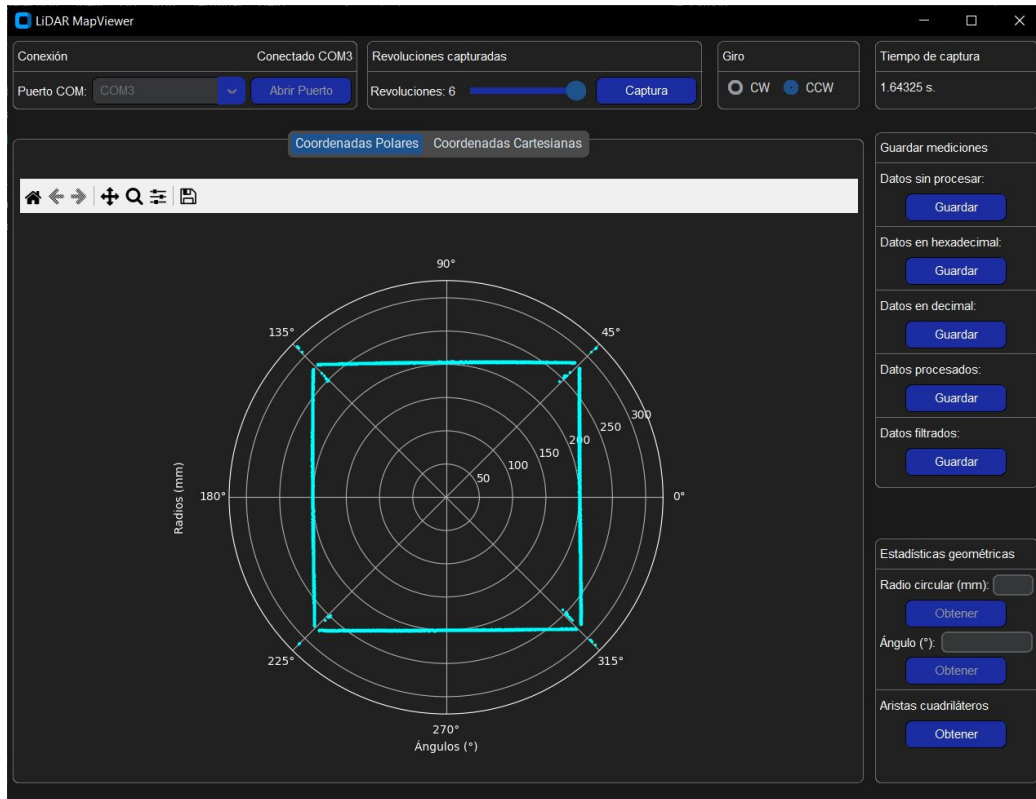 LiDAR MapViewer
Conexión
Conectado COM3
Puerto COM:
COM3
Abrir Puerto
Revoluciones capturadas
Revoluciones: 6
Captura
Giro
CW
CCW
Tiempo de captura
1.64325 s.
Coordenadas Polares
Coordenadas Cartesianas
90°
135°
45°
300
250
200
150
100
50
180°
0°
Radios (mm)
225°
315°
270°
Ángulos (°)
Guardar mediciones
Datos sin procesar:
Guardar
Datos en hexadecimal:
Guardar
Datos en decimal:
Guardar
Datos procesados:
Guardar
Datos filtrados:
Guardar
Estadísticas geométricas
Radio circular (mm):
Obtener
Ángulo (°):
Obtener
Aristas cuadriláteros
Obtener